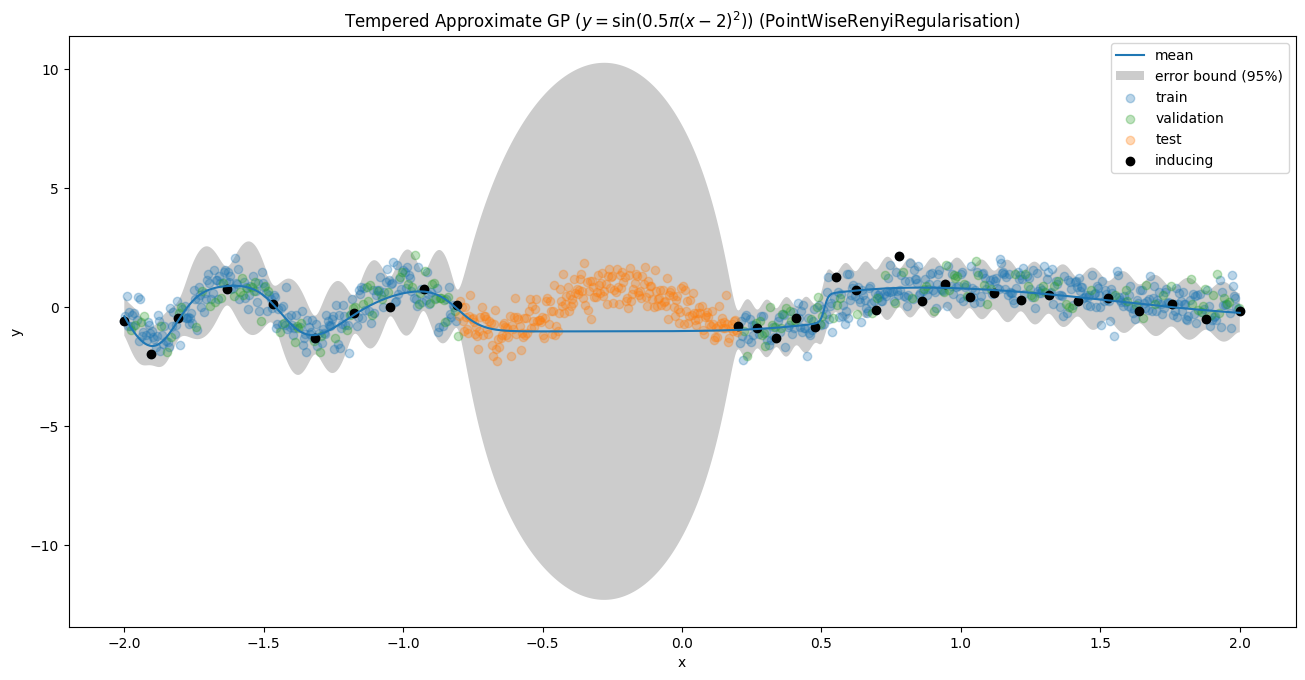 Tempered Approximate GP ($y = \sin(0.5\pi(x-2)^2)$) (PointWiseRenyiRegularisation)
mean
error bound (95%)
train
validation
test
inducing
10
5
0
−5
−10
y
−2.0 −1.5 −1.0 −0.5 0.0 0.5 1.0 1.5 2.0
x